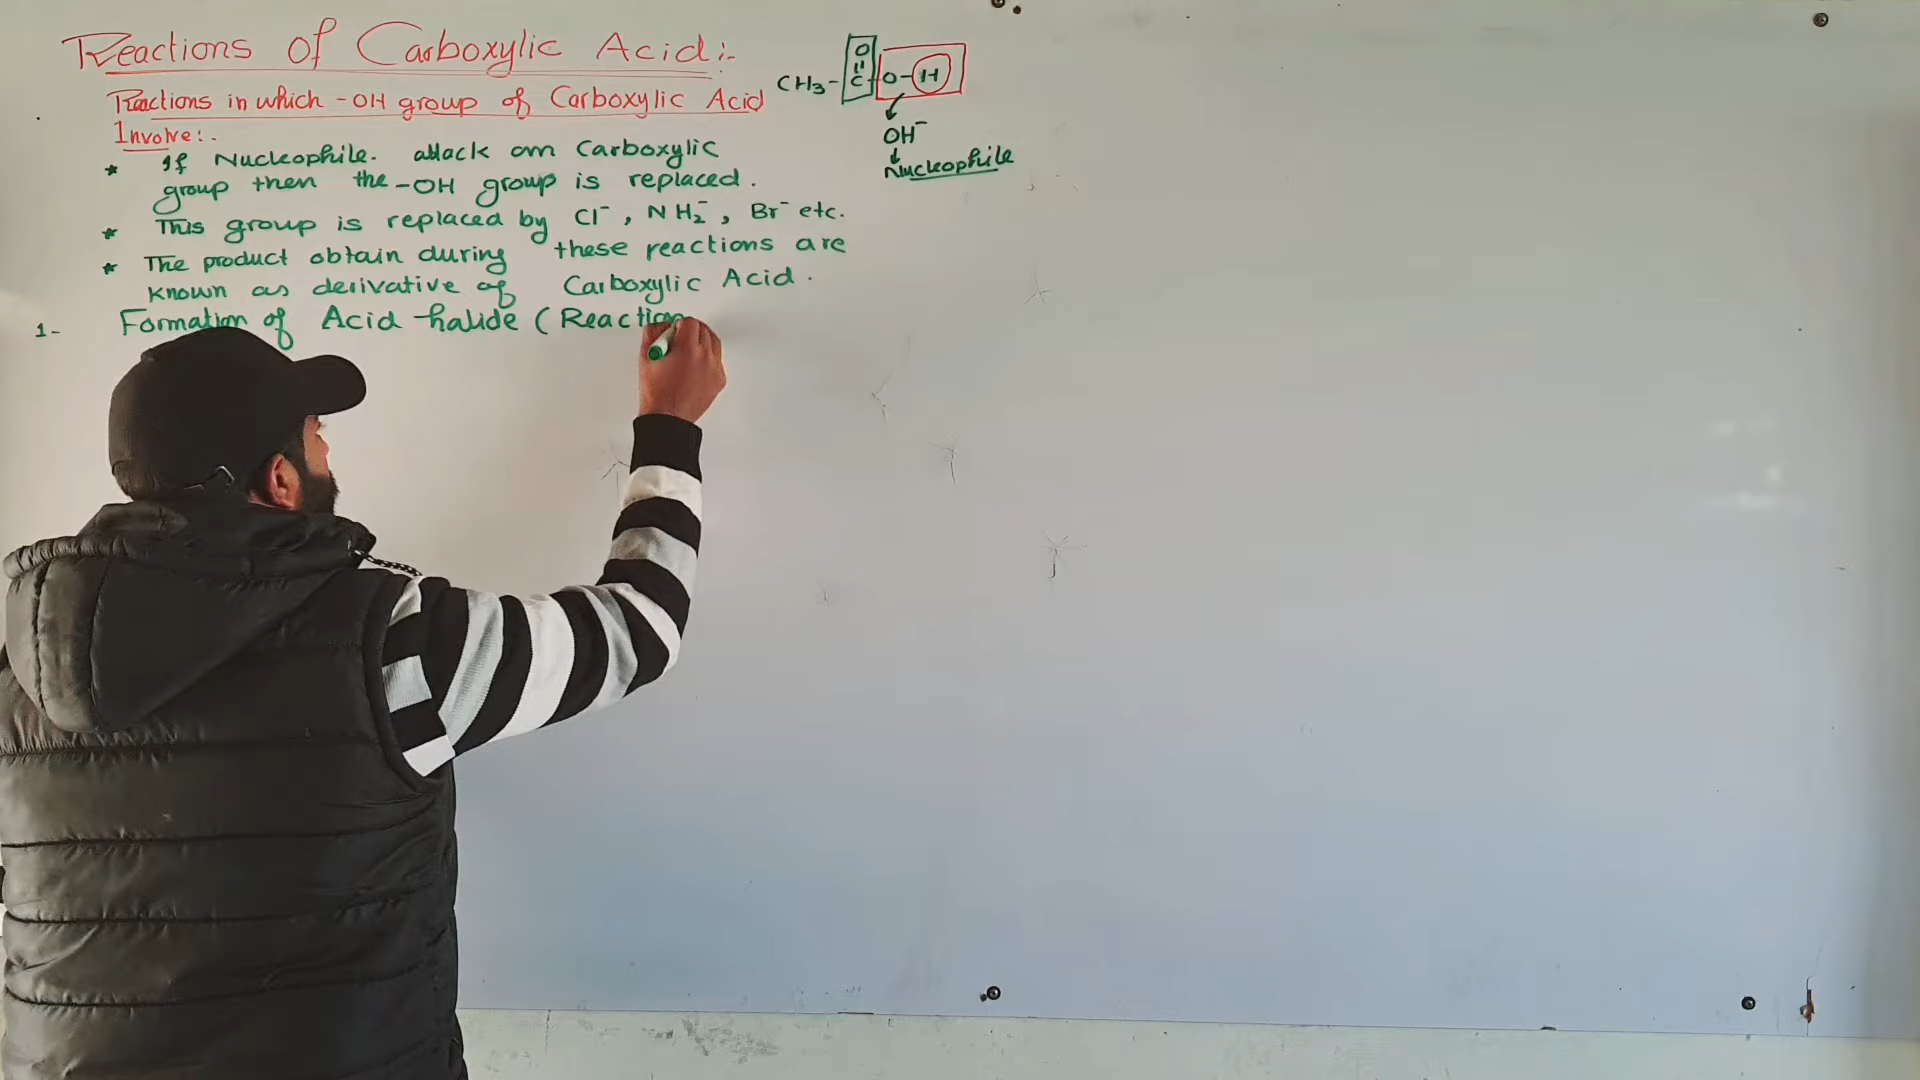 Reactions of Carboxylic Acid:-
Reactions in which -OH group of Carboxylic Acid
Involve:-
* If Nucleophile. attack on Carboxylic
group then the -OH group is replaced.
* This group is replaced by Cl⁻, NH₂⁻, Br⁻ etc.
* The product obtain during these reactions are
known as derivative of Carboxylic Acid.
1- Formation of Acid halide (Reaction
O
CH₃-C-O-H
OH⁻
Nucleophile